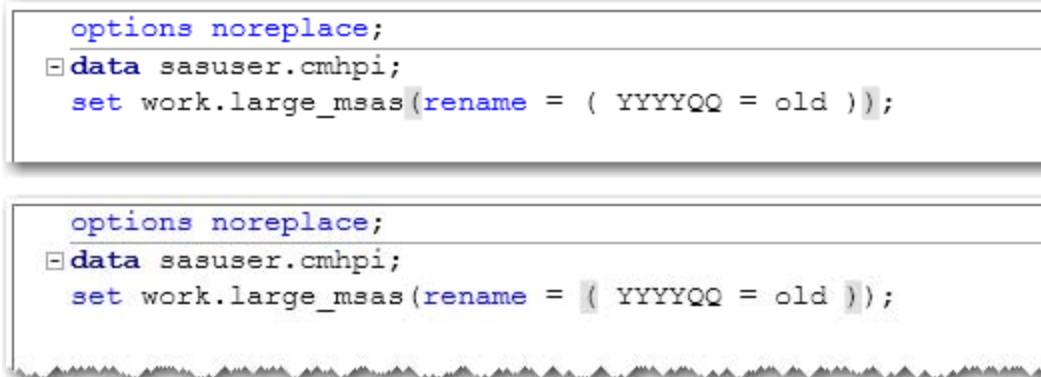 options noreplace;
data sasuser.cmhpi;
set work.large_msas(rename = ( YYYYQQ = old ));
options noreplace;
data sasuser.cmhpi;
set work.large_msas(rename = ( YYYYQQ = old ));